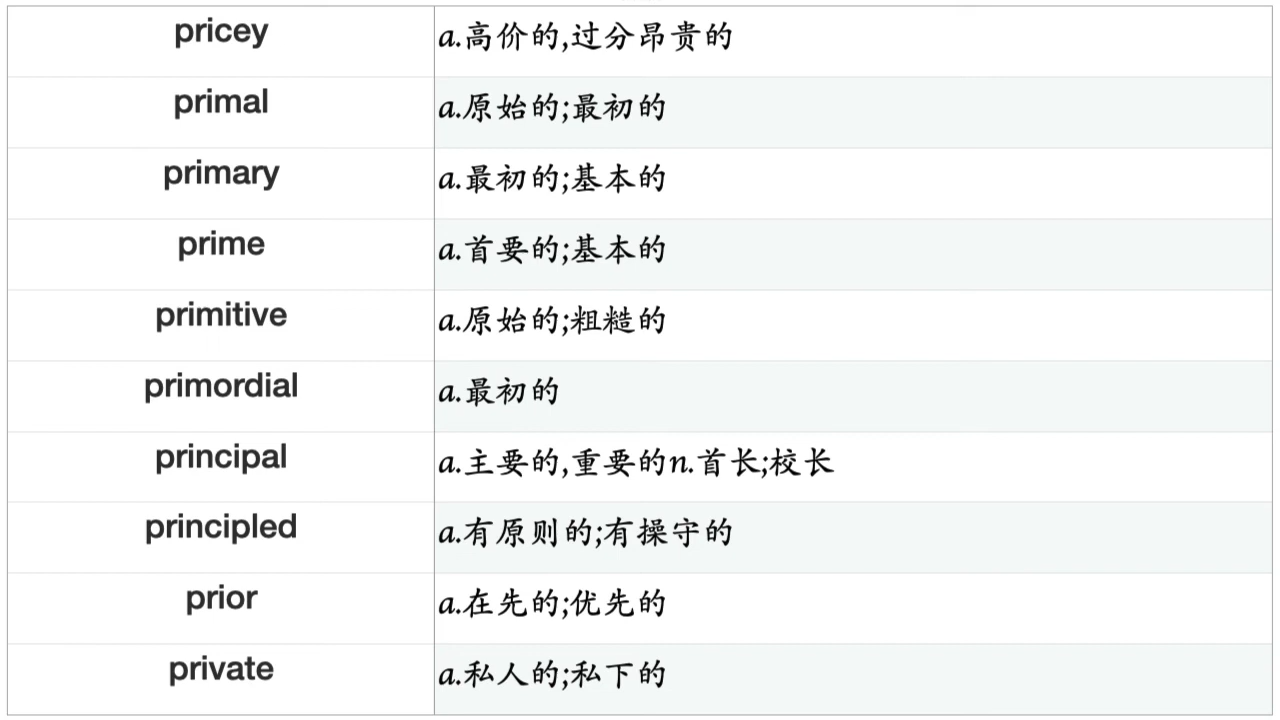 pricey a.高价的,过分昂贵的
primal a.原始的;最初的
primary a.最初的;基本的
prime a.首要的;基本的
primitive a.原始的;粗糙的
primordial a.最初的
principal a.主要的,重要的n.首长;校长
principled a.有原则的;有操守的
prior a.在先的;优先的
private a.私人的;私下的